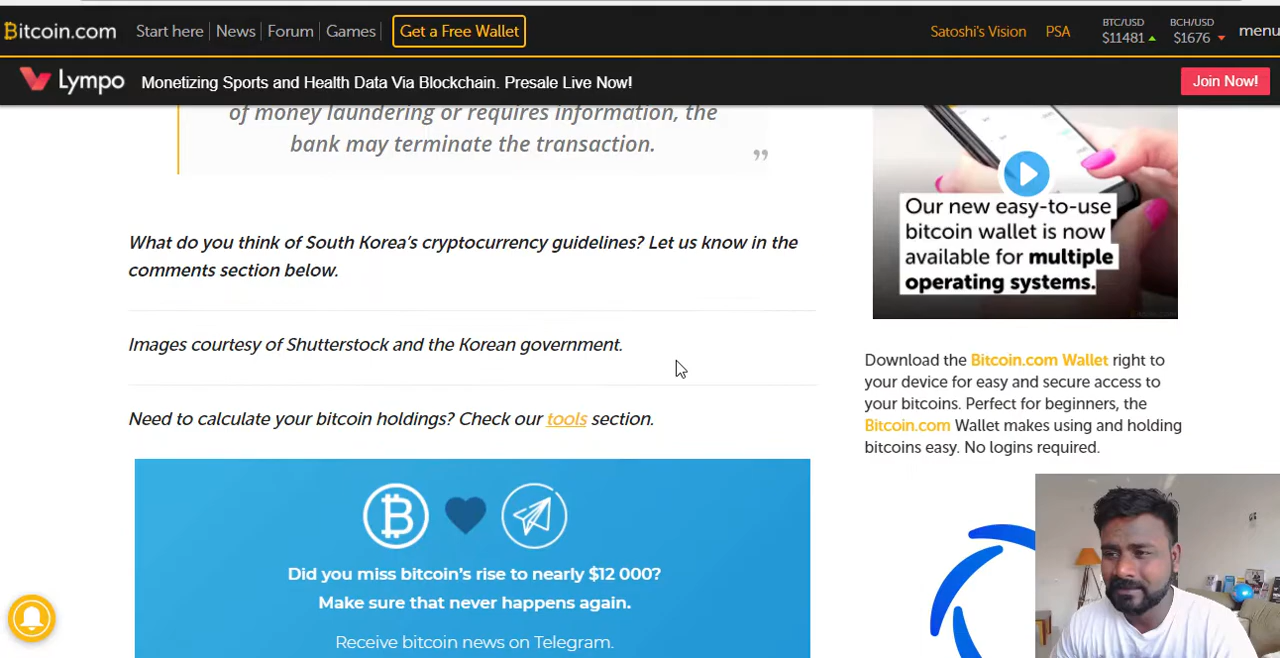 Bitcoin.com Start here News Forum Games Get a Free Wallet Satoshi's Vision PSA BTC/USD $11481 BCH/USD $1676 menu
Lympo Monetizing Sports and Health Data Via Blockchain. Presale Live Now! Join Now!
of money laundering or requires information, the
bank may terminate the transaction.
”
What do you think of South Korea’s cryptocurrency guidelines? Let us know in the
comments section below.
Images courtesy of Shutterstock and the Korean government.
Need to calculate your bitcoin holdings? Check our tools section.
Did you miss bitcoin's rise to nearly $12 000?
Make sure that never happens again.
Receive bitcoin news on Telegram.
Our new easy-to-use
bitcoin wallet is now
available for multiple
operating systems.
Download the Bitcoin.com Wallet right to
your device for easy and secure access to
your bitcoins. Perfect for beginners, the
Bitcoin.com Wallet makes using and holding
bitcoins easy. No logins required.